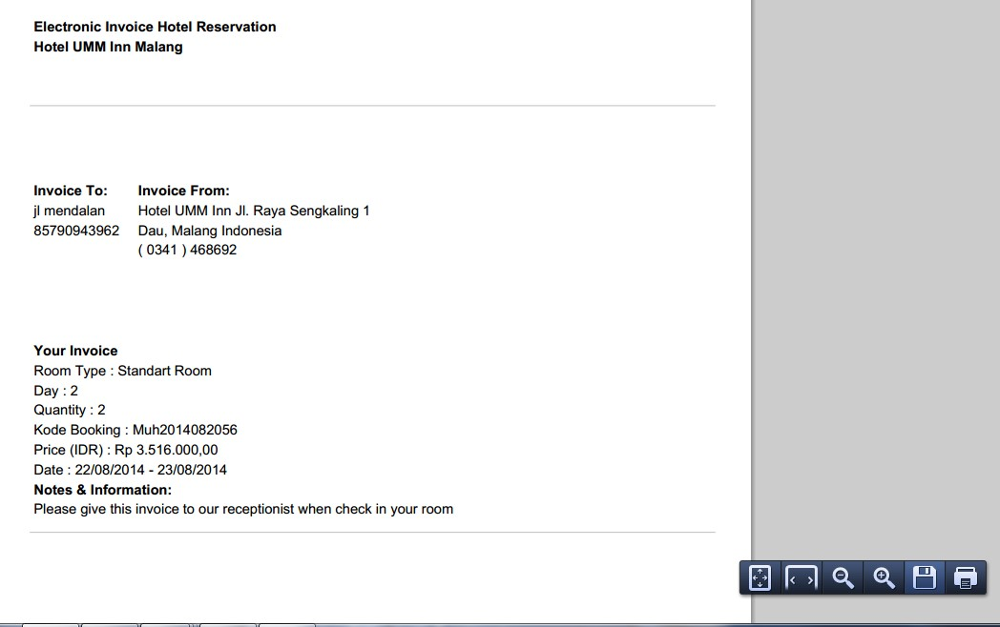 Electronic Invoice Hotel Reservation
Hotel UMM Inn Malang
Invoice To:
jl mendalan
85790943962
Invoice From:
Hotel UMM Inn Jl. Raya Sengkaling 1
Dau, Malang Indonesia
( 0341 ) 468692
Your Invoice
Room Type : Standart Room
Day : 2
Quantity : 2
Kode Booking : Muh2014082056
Price (IDR) : Rp 3.516.000,00
Date : 22/08/2014 - 23/08/2014
Notes & Information:
Please give this invoice to our receptionist when check in your room